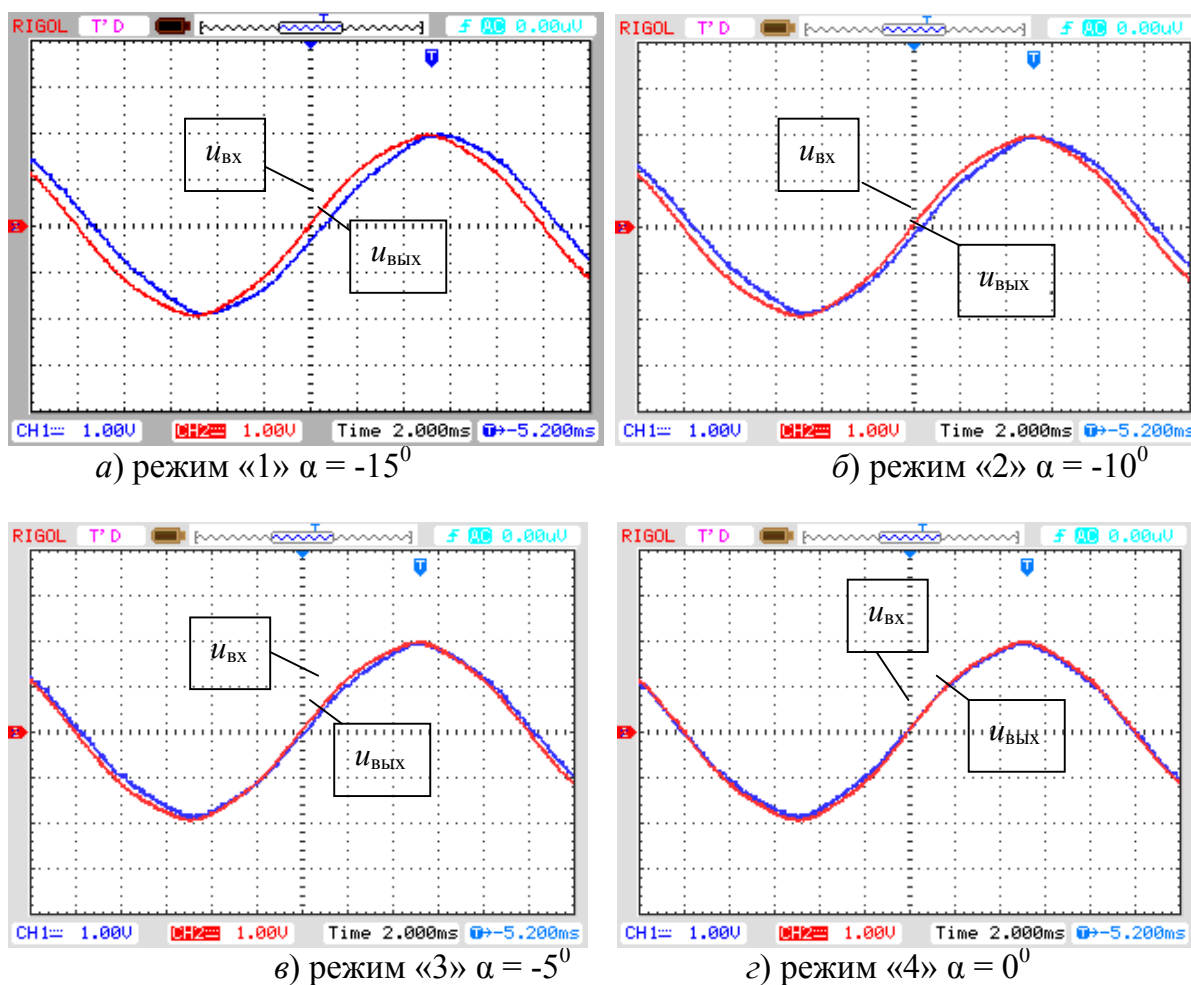 RIGOL T'D T AC 0.00uV
T
uвх
uвых
CH1 1.00V CH2 1.00V Time 2.000ms T→-5.200ms
а) режим «1» α = -15⁰
RIGOL T'D T AC 0.00uV
T
uвх
uвых
CH1 1.00V CH2 1.00V Time 2.000ms T→-5.200ms
б) режим «2» α = -10⁰
RIGOL T'D T AC 0.00uV
T
uвх
uвых
CH1 1.00V CH2 1.00V Time 2.000ms T→-5.200ms
в) режим «3» α = -5⁰
RIGOL T'D T AC 0.00uV
T
uвх
uвых
CH1 1.00V CH2 1.00V Time 2.000ms T→-5.200ms
г) режим «4» α = 0⁰